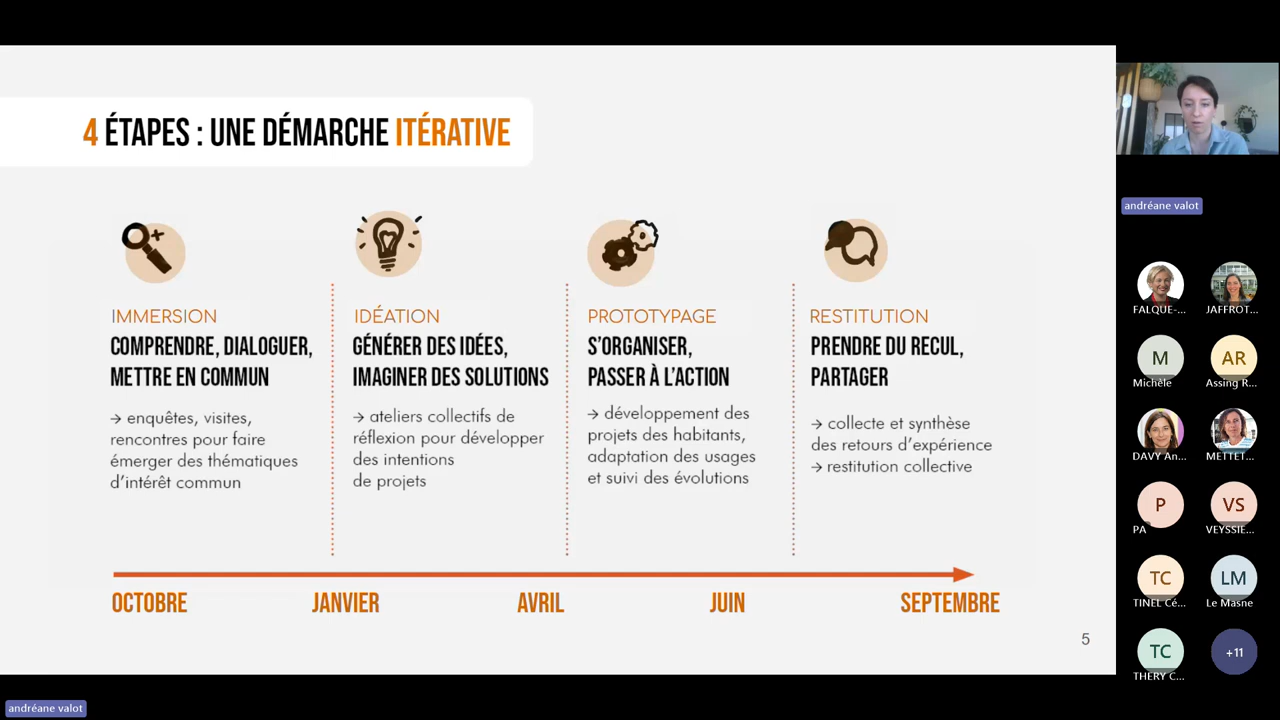 4 ÉTAPES : UNE DÉMARCHE ITÉRATIVE
IMMERSION
COMPRENDRE, DIALOGUER,
METTRE EN COMMUN
→ enquêtes, visites,
rencontres pour faire
émerger des thématiques
d’intérêt commun
IDÉATION
GÉNÉRER DES IDÉES,
IMAGINER DES SOLUTIONS
→ ateliers collectifs de
réflexion pour développer
des intentions
de projets
PROTOTYPAGE
S’ORGANISER,
PASSER À L’ACTION
→ développement des
projets des habitants,
adaptation des usages
et suivi des évolutions
RESTITUTION
PRENDRE DU RECUL,
PARTAGER
→ collecte et synthèse
des retours d’expérience
→ restitution collective
OCTOBRE JANVIER AVRIL JUIN SEPTEMBRE
5
andréane valot
FALQUE-... JAFFROT...
M AR
Michèle Assing R...
DAVY An... METTET...
P VS
PA VEYSSIE...
TC LM
TINEL Cé... Le Masne
TC +11
THERY C...
andréane valot